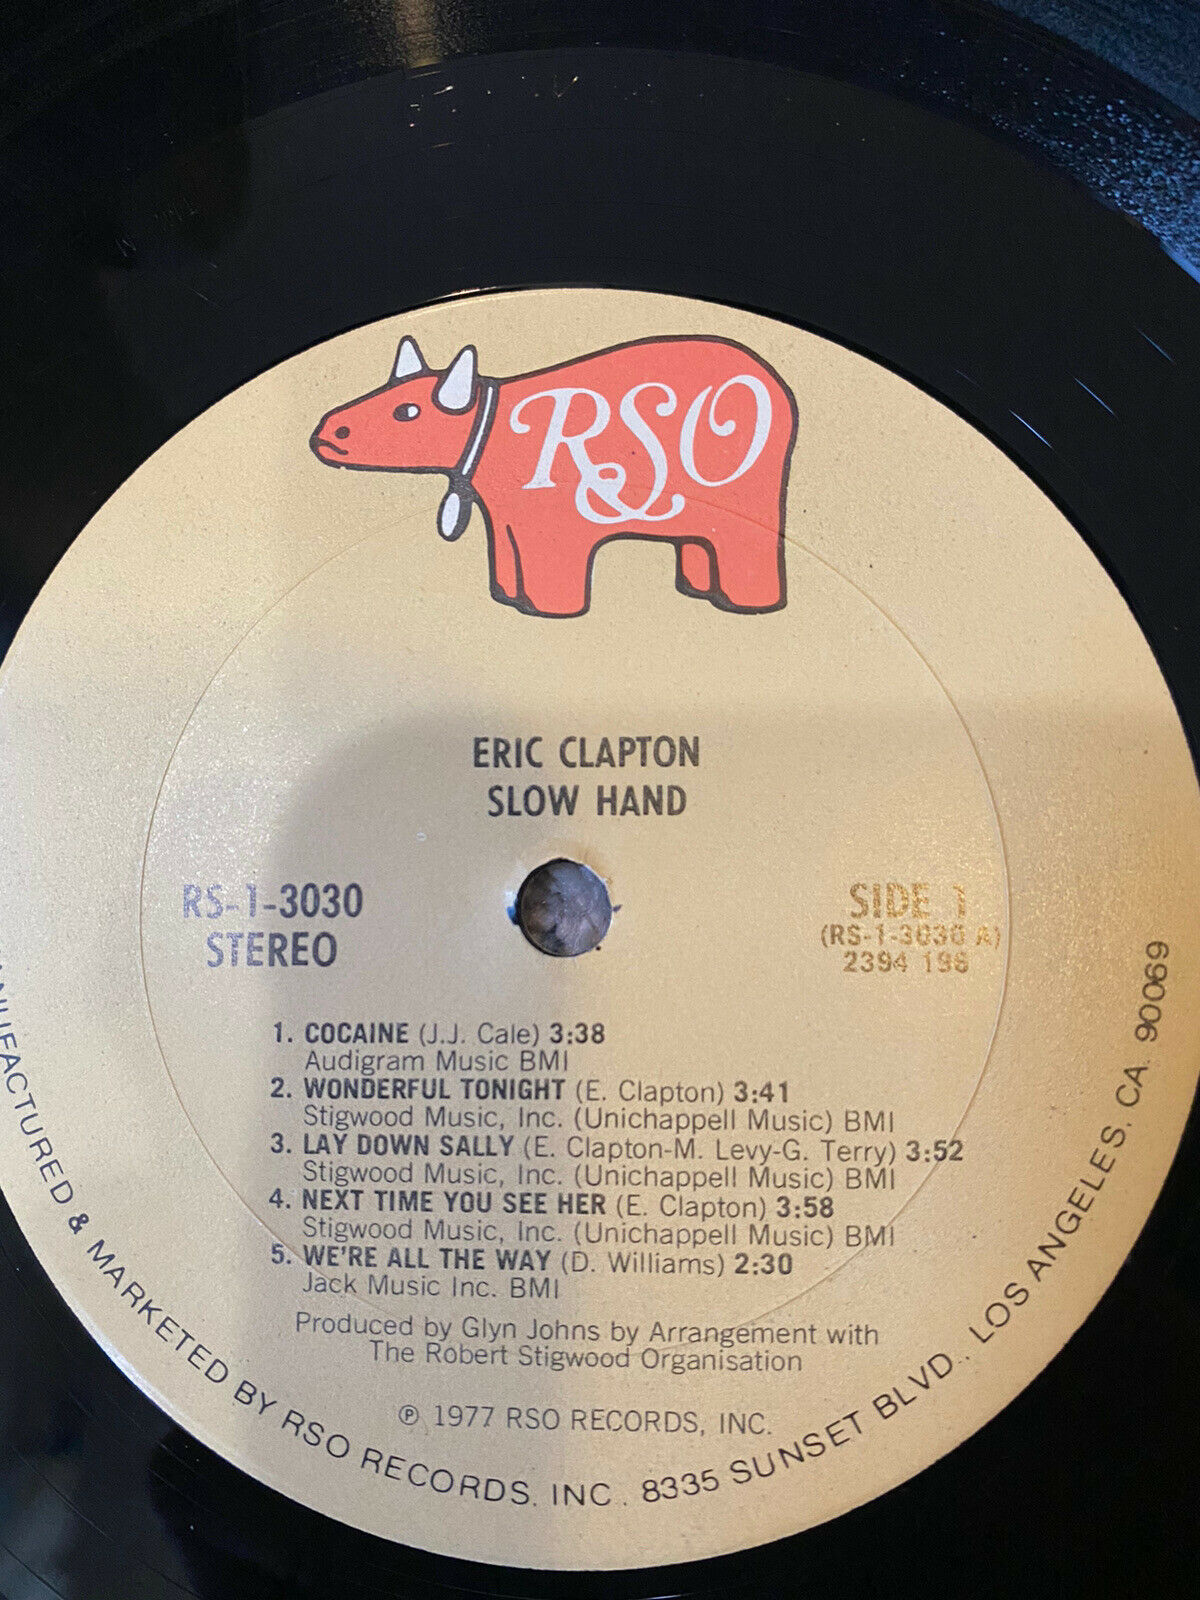 RSO
ERIC CLAPTON
SLOW HAND
RS-1-3030
STEREO
SIDE 1
(RS-1-3030 A)
2394 198
1. COCAINE (J.J. Cale) 3:38
Audigram Music BMI
2. WONDERFUL TONIGHT (E. Clapton) 3:41
Stigwood Music, Inc. (Unichappell Music) BMI
3. LAY DOWN SALLY (E. Clapton-M. Levy-G. Terry) 3:52
Stigwood Music, Inc. (Unichappell Music) BMI
4. NEXT TIME YOU SEE HER (E. Clapton) 3:58
Stigwood Music, Inc. (Unichappell Music) BMI
5. WE'RE ALL THE WAY (D. Williams) 2:30
Jack Music Inc. BMI
Produced by Glyn Johns by Arrangement with
The Robert Stigwood Organisation
℗ 1977 RSO RECORDS, INC.
MANUFACTURED & MARKETED BY RSO RECORDS, INC. 8335 SUNSET BLVD., LOS ANGELES, CA. 90069